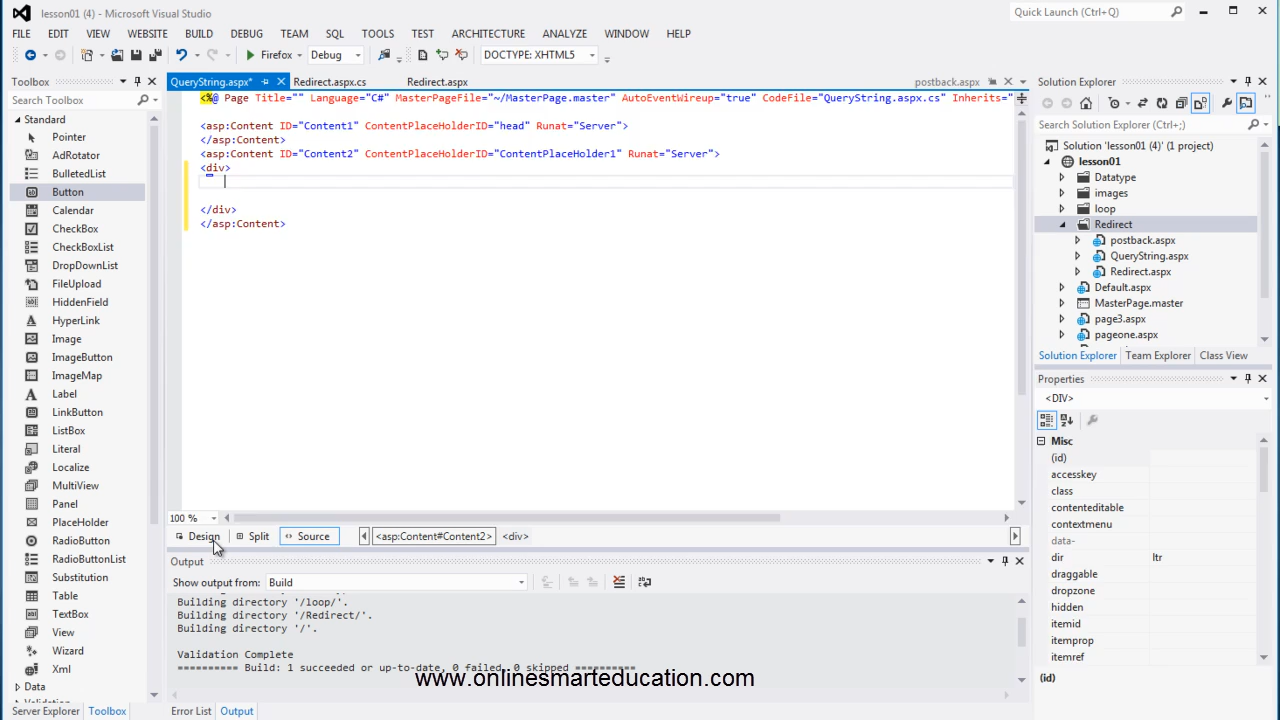 lesson01 (4) - Microsoft Visual Studio
Quick Launch (Ctrl+Q)
FILE EDIT VIEW WEBSITE BUILD DEBUG TEAM SQL TOOLS TEST ARCHITECTURE ANALYZE WINDOW HELP
Firefox Debug DOCTYPE: XHTML5
Toolbox
Search Toolbox
Standard
Pointer
AdRotator
BulletedList
Button
Calendar
CheckBox
CheckBoxList
DropDownList
FileUpload
HiddenField
HyperLink
Image
ImageButton
ImageMap
Label
LinkButton
ListBox
Literal
Localize
MultiView
Panel
PlaceHolder
RadioButton
RadioButtonList
Substitution
Table
TextBox
View
Wizard
Xml
Data
Server Explorer Toolbox
QueryString.aspx* Redirect.aspx.cs Redirect.aspx postback.aspx
<%@ Page Title="" Language="C#" MasterPageFile="~/MasterPage.master" AutoEventWireup="true" CodeFile="QueryString.aspx.cs" Inherits="
<asp:Content ID="Content1" ContentPlaceHolderID="head" Runat="Server">
</asp:Content>
<asp:Content ID="Content2" ContentPlaceHolderID="ContentPlaceHolder1" Runat="Server">
<div>
</div>
</asp:Content>
100 %
Design Split Source <asp:Content#Content2> <div>
Output
Show output from: Build
Building directory '/loop/'.
Building directory '/Redirect/'.
Building directory '/'.
Validation Complete
========== Build: 1 succeeded or up-to-date, 0 failed, 0 skipped ==========
www.onlinesmarteducation.com
Error List Output
Solution Explorer
Search Solution Explorer (Ctrl+;)
Solution 'lesson01 (4)' (1 project)
lesson01
Datatype
images
loop
Redirect
postback.aspx
QueryString.aspx
Redirect.aspx
Default.aspx
MasterPage.master
page3.aspx
pageone.aspx
Solution Explorer Team Explorer Class View
Properties
<DIV>
Misc
(id)
accesskey
class
contenteditable
contextmenu
data-
dir ltr
draggable
dropzone
hidden
itemid
itemprop
itemref
(id)